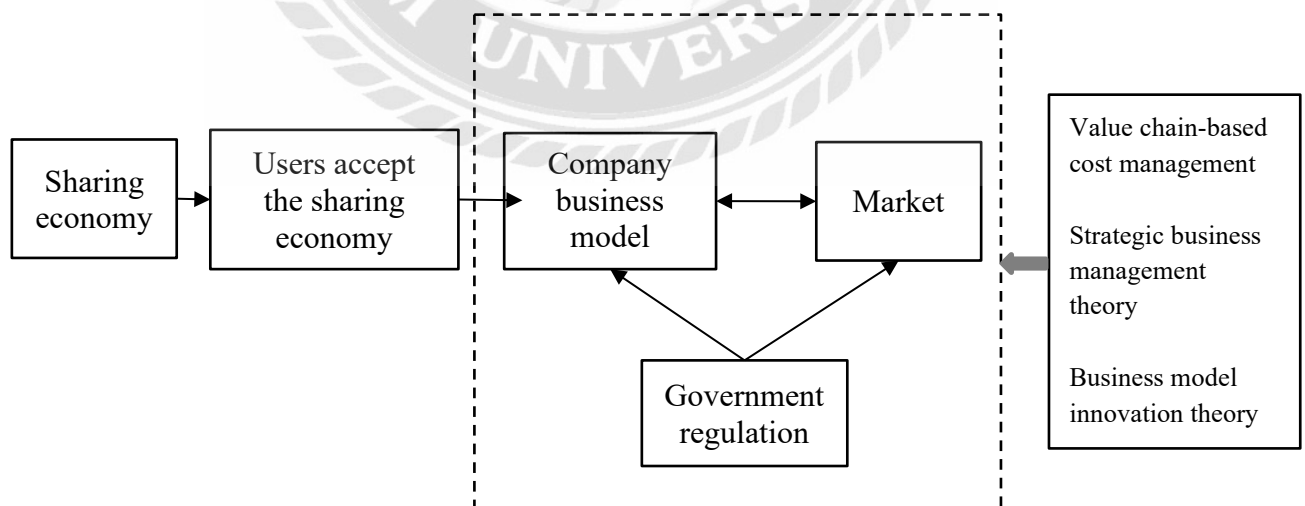 UNIVERS
Sharing
economy
Users accept
the sharing
economy
Company
business
model
Market
Government
regulation
Value chain-based
cost management
Strategic business
management
theory
Business model
innovation theory